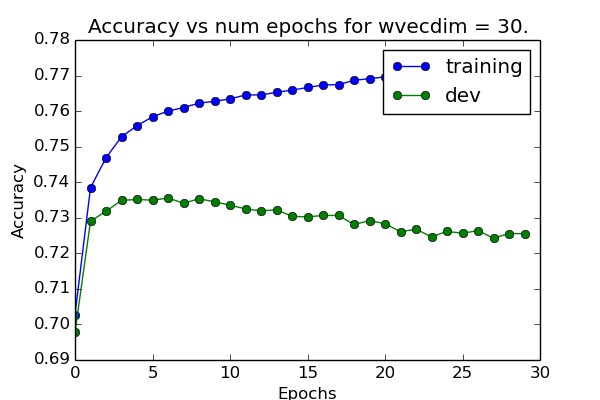 Accuracy vs num epochs for wvecdim = 30.
0.78
0.77
0.76
0.75
0.74
0.73
0.72
0.71
0.70
0.69
Accuracy
training
dev
0 5 10 15 20 25 30
Epochs